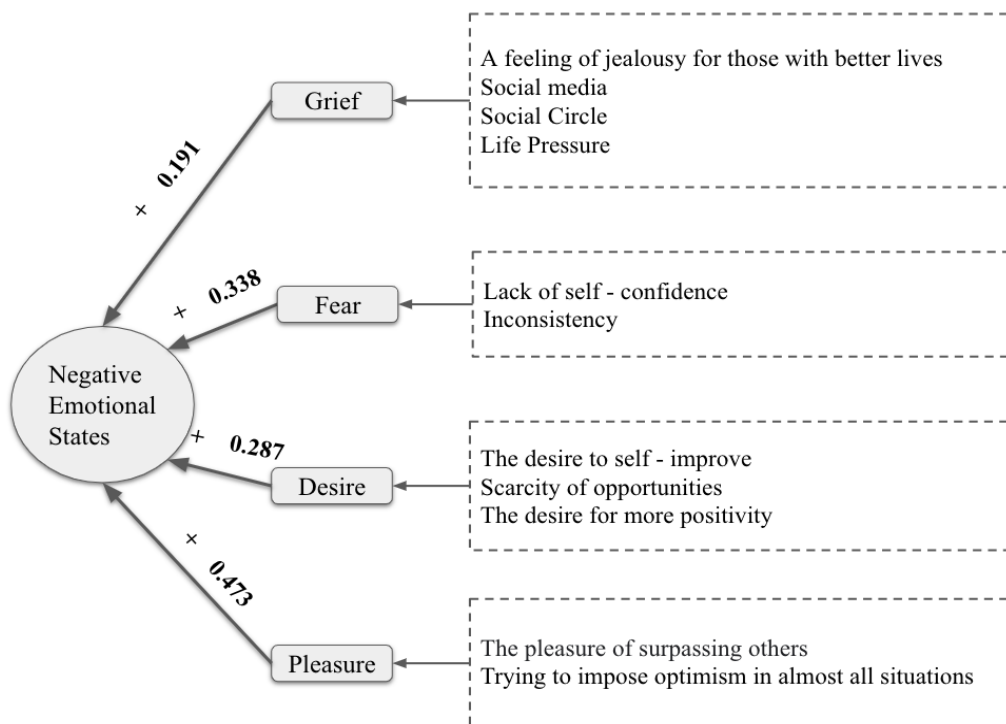 A feeling of jealousy for those with better lives
Social media
Social Circle
Life Pressure
Grief
+ 0.191
Lack of self - confidence
Inconsistency
Fear
+ 0.338
Negative
Emotional
States
The desire to self - improve
Scarcity of opportunities
The desire for more positivity
Desire
+ 0.287
The pleasure of surpassing others
Trying to impose optimism in almost all situations
Pleasure
+ 0.473